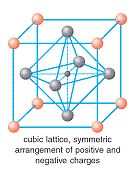 cubic lattice, symmetric
arrangement of positive and
negative charges